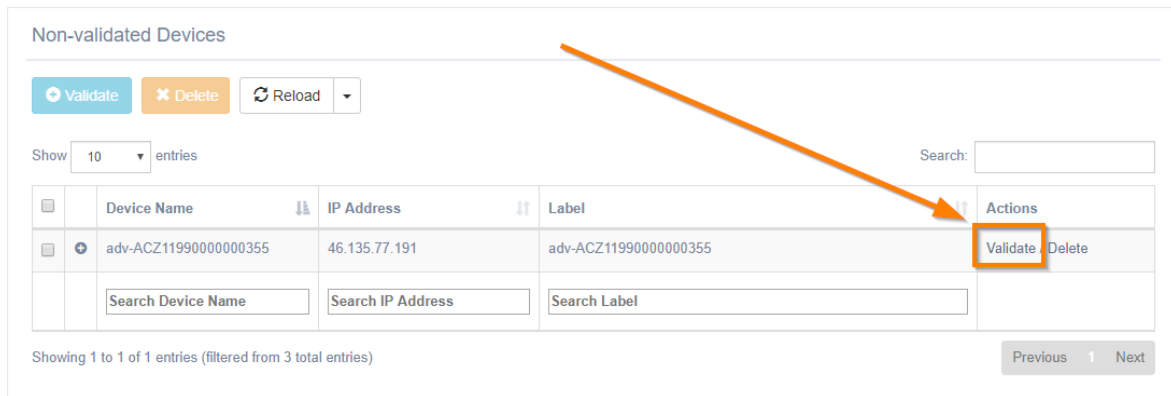 Non-validated Devices
Validate Delete Reload
Show 10 entries Search:
Device Name IP Address Label Actions
adv-ACZ11990000000355 46.135.77.191 adv-ACZ11990000000355 Validate / Delete
Search Device Name Search IP Address Search Label
Showing 1 to 1 of 1 entries (filtered from 3 total entries) Previous 1 Next